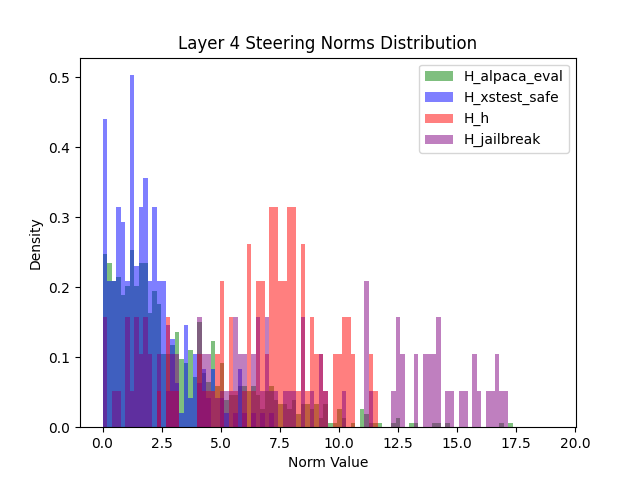 Layer 4 Steering Norms Distribution
H_alpaca_eval
H_xstest_safe
H_h
H_jailbreak
Density
0.5
0.4
0.3
0.2
0.1
0.0
0.0 2.5 5.0 7.5 10.0 12.5 15.0 17.5 20.0
Norm Value